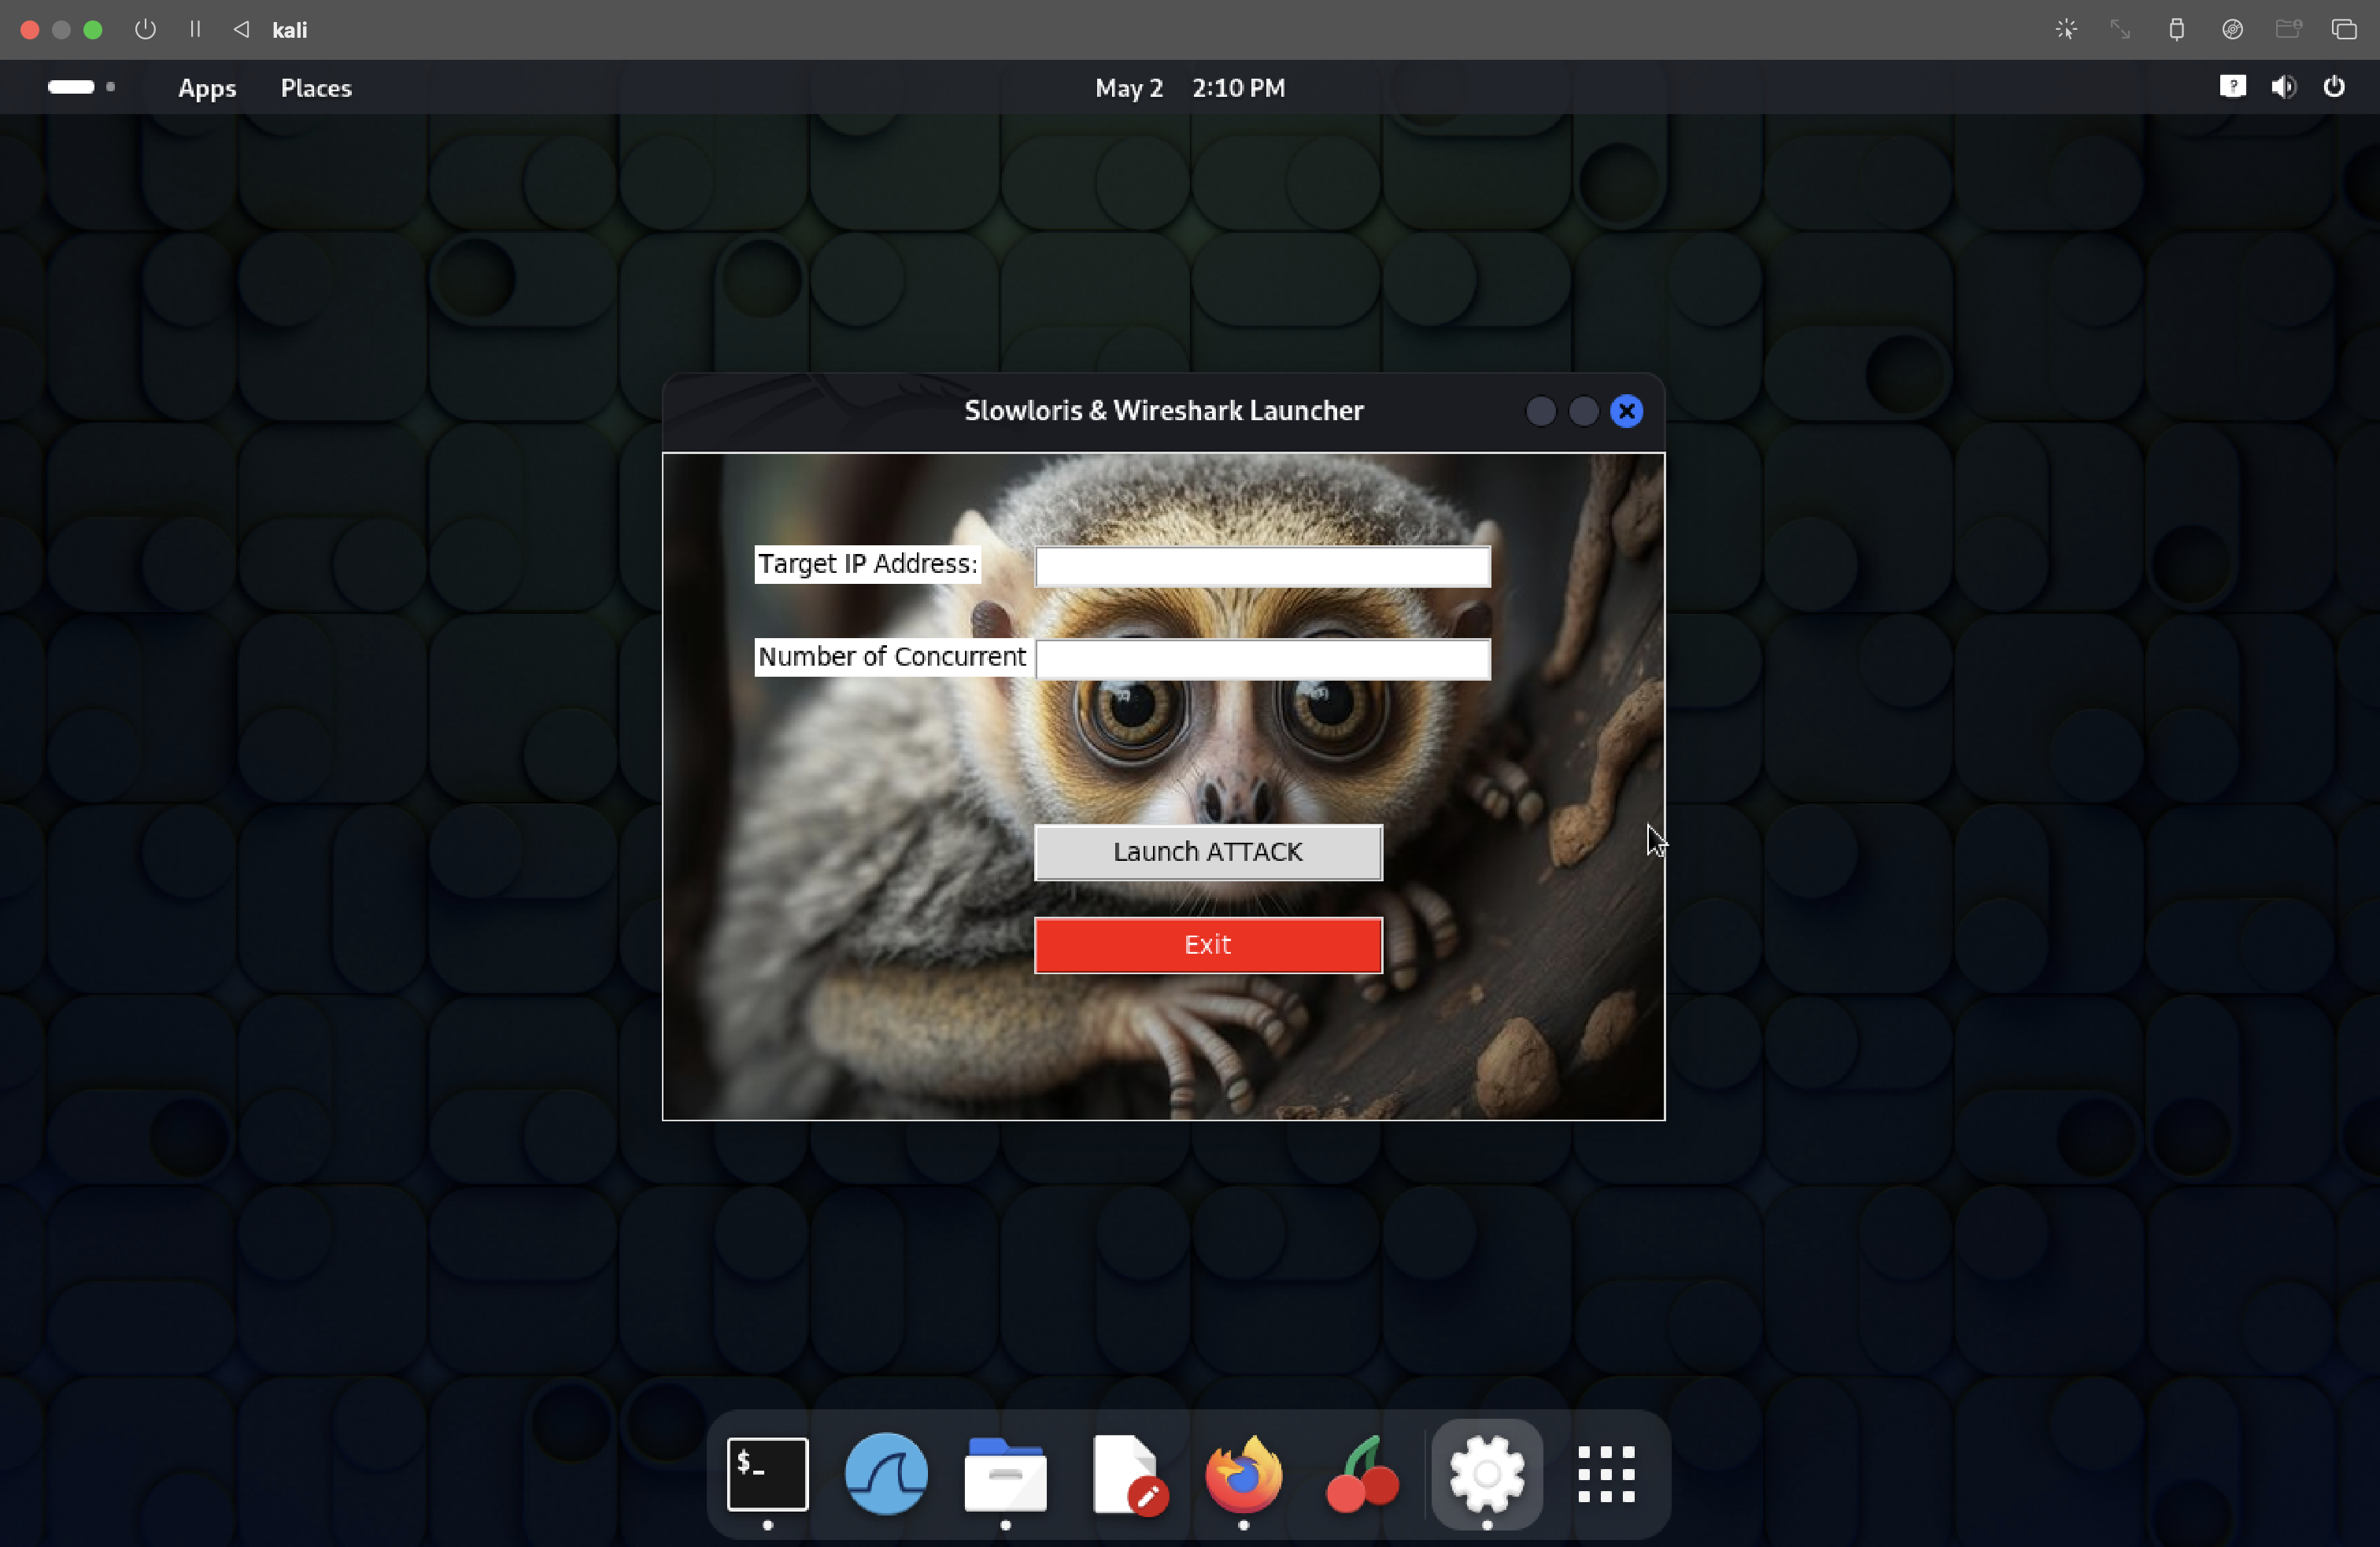 kali
Apps Places May 2 2:10 PM
Slowloris & Wireshark Launcher
Target IP Address:
Number of Concurrent
Launch ATTACK
Exit
$_